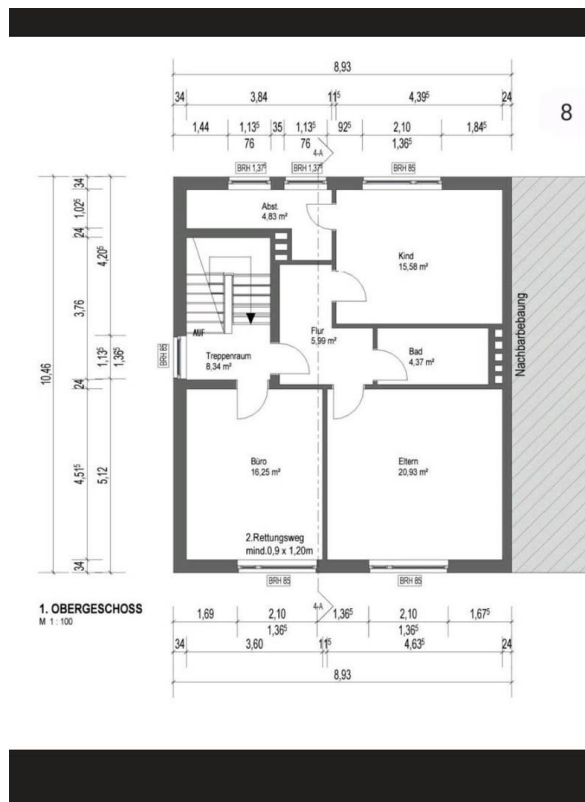 8,93
34 3,84 11⁵ 4,39⁵ 24
8
1,44 1,13⁵ 35 1,13⁵ 92⁵ 2,10 1,84⁵
76 76 1,36⁵
4-A
BRH 1,37⁵ BRH 1,37⁵ BRH 85
34
1,02⁵
24
4,20⁵
3,76
1,13⁵
1,36⁵
24
10,46
4,51⁵
5,12
34
Abst.
4,83 m²
Kind
15,58 m²
Flur
5,99 m²
Bad
4,37 m²
AUF
BRH 85
Treppenraum
8,34 m²
Nachbarbebaung
Büro
16,25 m²
Eltern
20,93 m²
2.Rettungsweg
mind.0,9 x 1,20m
BRH 85 BRH 85
1. OBERGESCHOSS
M 1 : 100
4-A
1,69 2,10 1,36⁵ 2,10 1,67⁵
1,36⁵ 1,36⁵
34 3,60 11⁵ 4,63⁵ 24
8,93